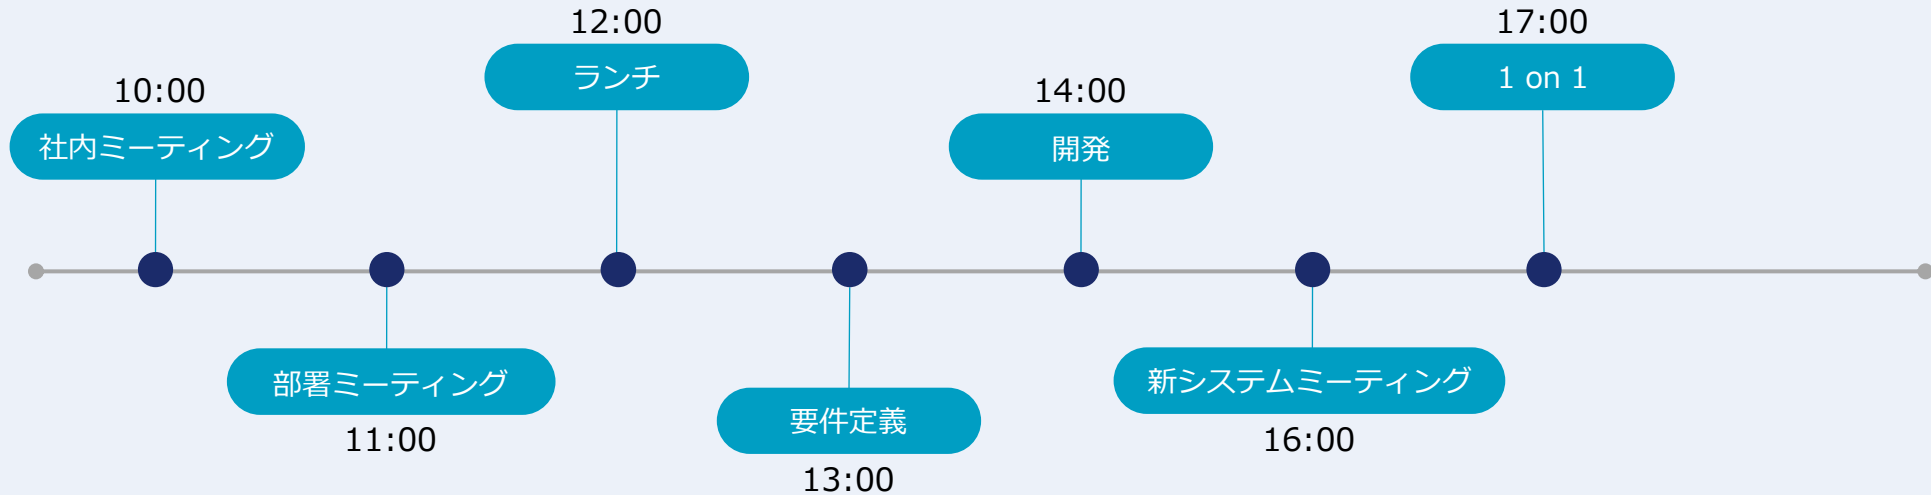 10:00
社内ミーティング
部署ミーティング
11:00
12:00
ランチ
要件定義
13:00
14:00
開発
新システムミーティング
16:00
17:00
1 on 1